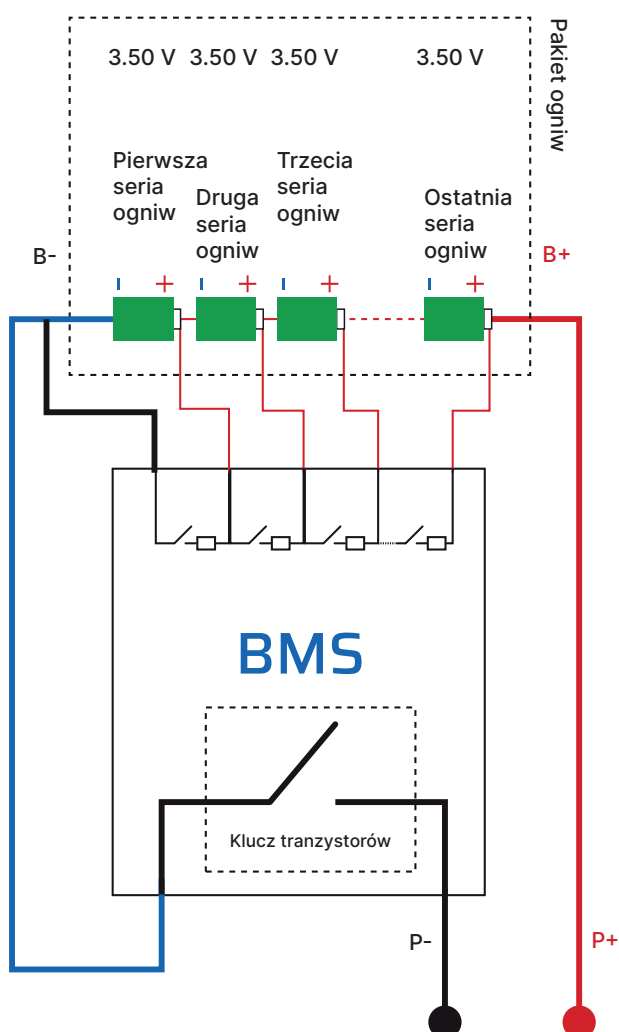 3.50 V 3.50 V 3.50 V 3.50 V
Pakiet ogniw
Pierwsza
seria
ogniw
Druga
seria
ogniw
Trzecia
seria
ogniw
Ostatnia
seria
ogniw
B-
B+
- + - + - + - +
BMS
Klucz tranzystorów
P-
P+